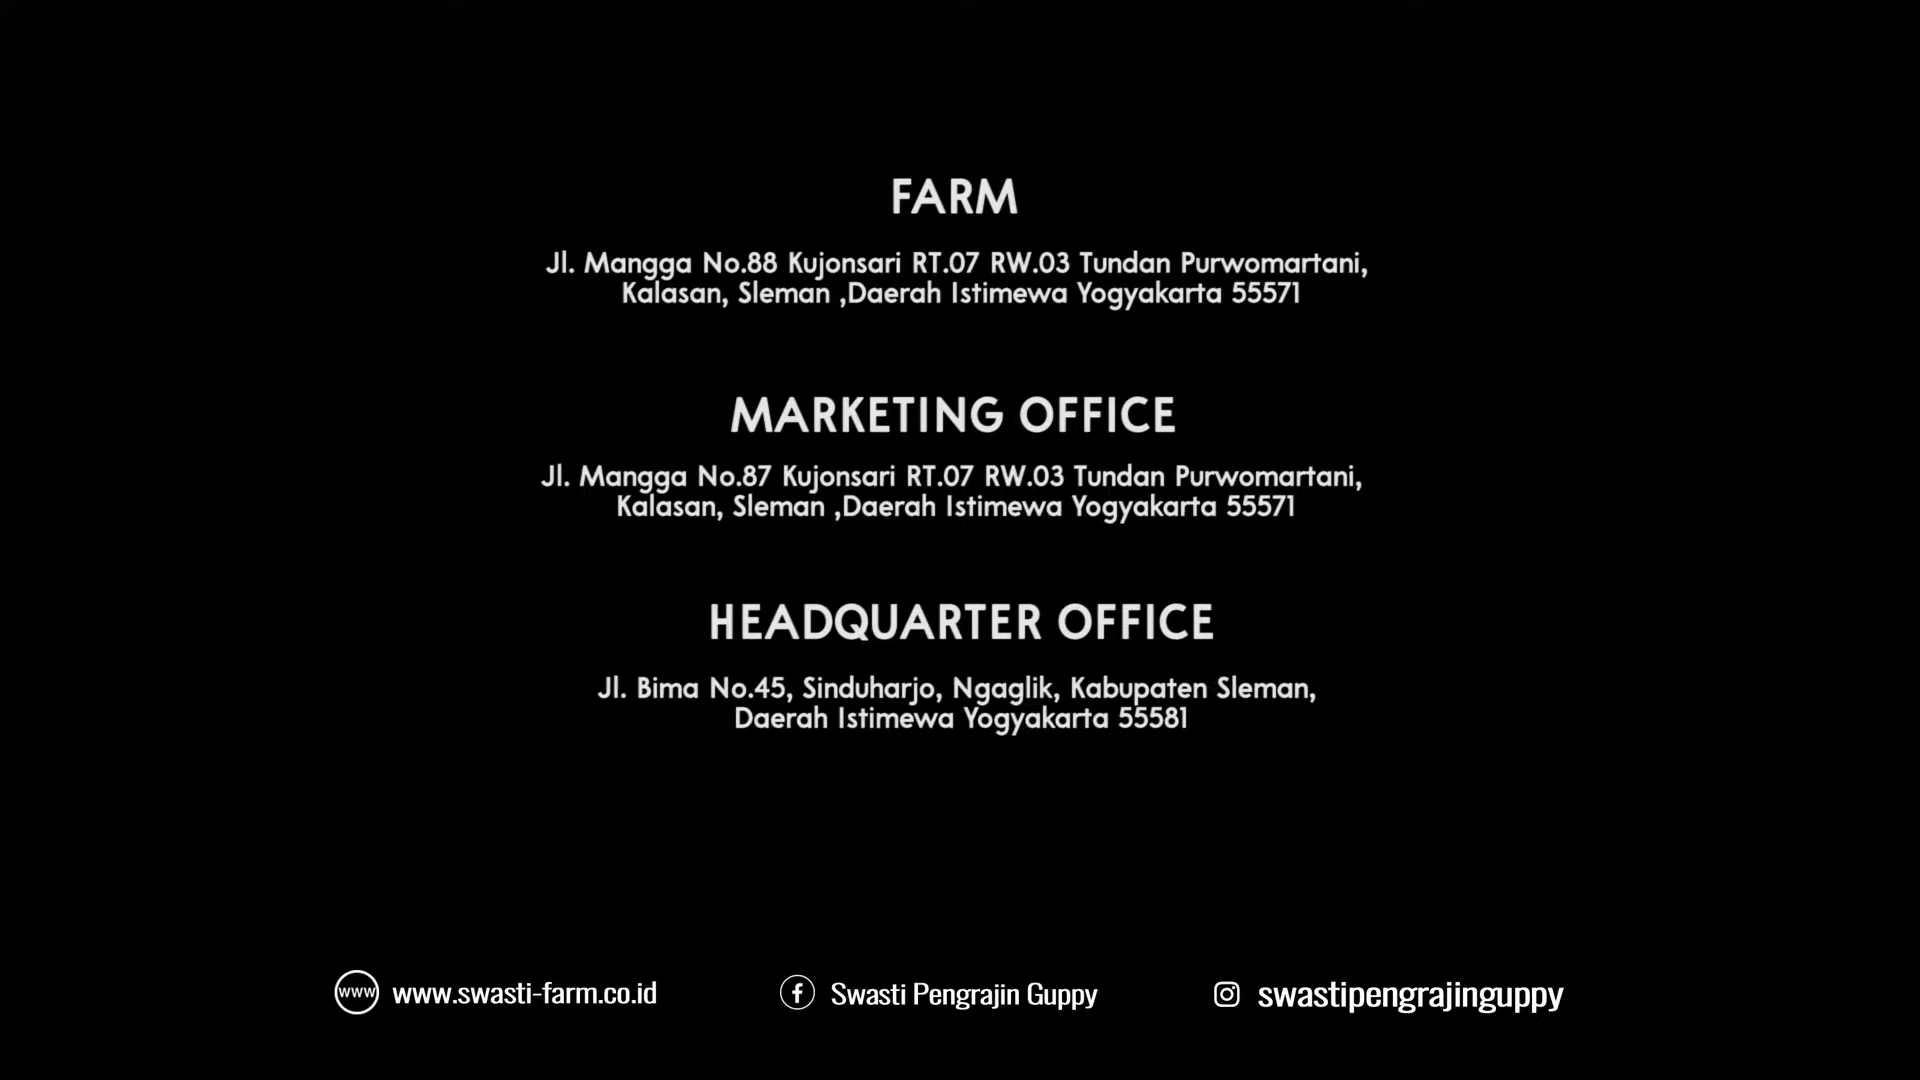 FARM
Jl. Mangga No.88 Kujonsari RT.07 RW.03 Tundan Purwomartani,
Kalasan, Sleman ,Daerah Istimewa Yogyakarta 55571
MARKETING OFFICE
Jl. Mangga No.87 Kujonsari RT.07 RW.03 Tundan Purwomartani,
Kalasan, Sleman ,Daerah Istimewa Yogyakarta 55571
HEADQUARTER OFFICE
Jl. Bima No.45, Sinduharjo, Ngaglik, Kabupaten Sleman,
Daerah Istimewa Yogyakarta 55581
www www.swasti-farm.co.id
Swasti Pengrajin Guppy
swastipengrajinguppy